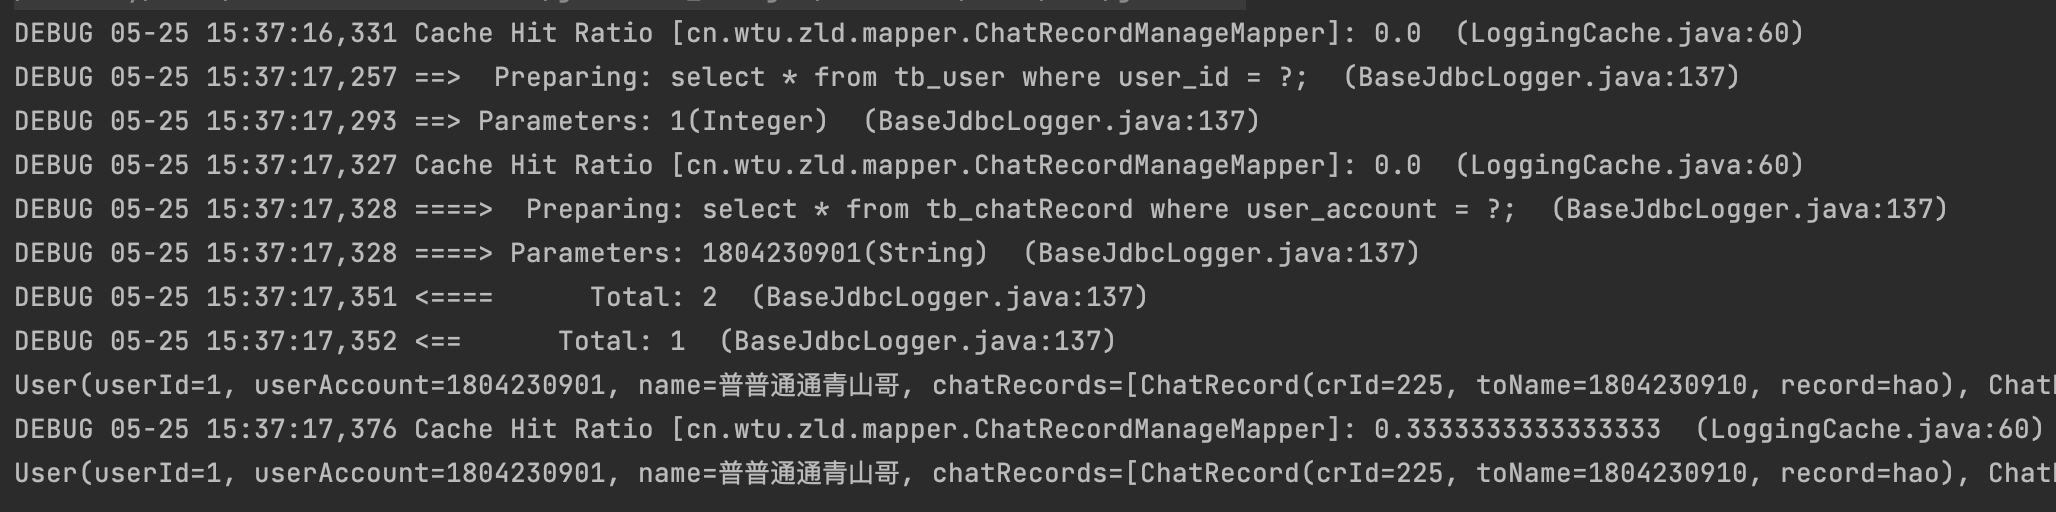 DEBUG 05-25 15:37:16,331 Cache Hit Ratio [cn.wtu.zld.mapper.ChatRecordManageMapper]: 0.0  (LoggingCache.java:60)
DEBUG 05-25 15:37:17,257 ==>  Preparing: select * from tb_user where user_id = ?;  (BaseJdbcLogger.java:137)
DEBUG 05-25 15:37:17,293 ==> Parameters: 1(Integer)  (BaseJdbcLogger.java:137)
DEBUG 05-25 15:37:17,327 Cache Hit Ratio [cn.wtu.zld.mapper.ChatRecordManageMapper]: 0.0  (LoggingCache.java:60)
DEBUG 05-25 15:37:17,328 ====>  Preparing: select * from tb_chatRecord where user_account = ?;  (BaseJdbcLogger.java:137)
DEBUG 05-25 15:37:17,328 ====> Parameters: 1804230901(String)  (BaseJdbcLogger.java:137)
DEBUG 05-25 15:37:17,351 <====      Total: 2  (BaseJdbcLogger.java:137)
DEBUG 05-25 15:37:17,352 <==      Total: 1  (BaseJdbcLogger.java:137)
User(userId=1, userAccount=1804230901, name=普普通通青山哥, chatRecords=[ChatRecord(crId=225, toName=1804230910, record=hao), Chat
DEBUG 05-25 15:37:17,376 Cache Hit Ratio [cn.wtu.zld.mapper.ChatRecordManageMapper]: 0.3333333333333333  (LoggingCache.java:60)
User(userId=1, userAccount=1804230901, name=普普通通青山哥, chatRecords=[ChatRecord(crId=225, toName=1804230910, record=hao), Chat